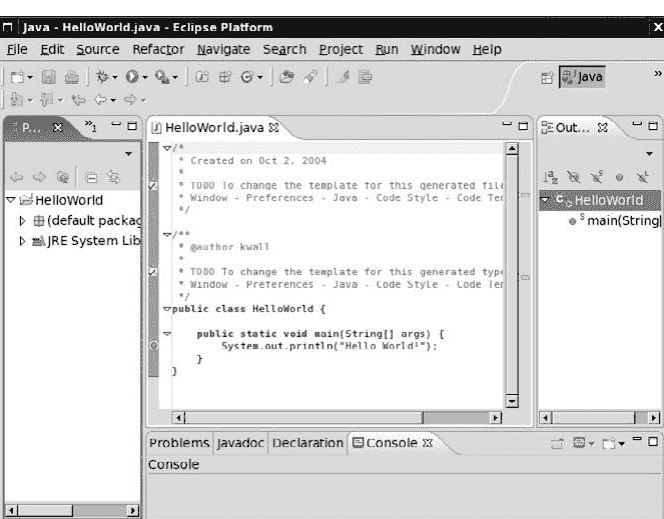 Java - HelloWorld.java - Eclipse Platform
File Edit Source Refactor Navigate Search Project Run Window Help
Java
P...
HelloWorld
(default packag
JRE System Lib
HelloWorld.java
/*
* Created on Oct 2, 2004
*
* TODO To change the template for this generated file
* Window - Preferences - Java - Code Style - Code Tem
*/
/**
* @author kwall
*
* TODO To change the template for this generated type
* Window - Preferences - Java - Code Style - Code Tem
*/
public class HelloWorld {
public static void main(String[] args) {
System.out.println("Hello World!");
}
}
Out...
HelloWorld
main(String[
Problems Javadoc Declaration Console
Console